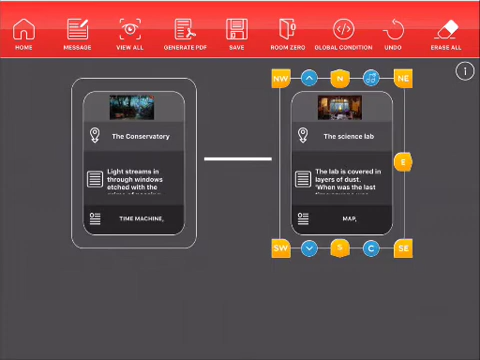 HOME MESSAGE VIEW ALL GENERATE PDF SAVE ROOM ZERO GLOBAL CONDITION UNDO ERASE ALL
i
NW N NE
The Conservatory
Light streams in
through windows
etched with the
TIME MACHINE,
The science lab
E
The lab is covered in
layers of dust.
'When was the last
MAP,
SW S C SE